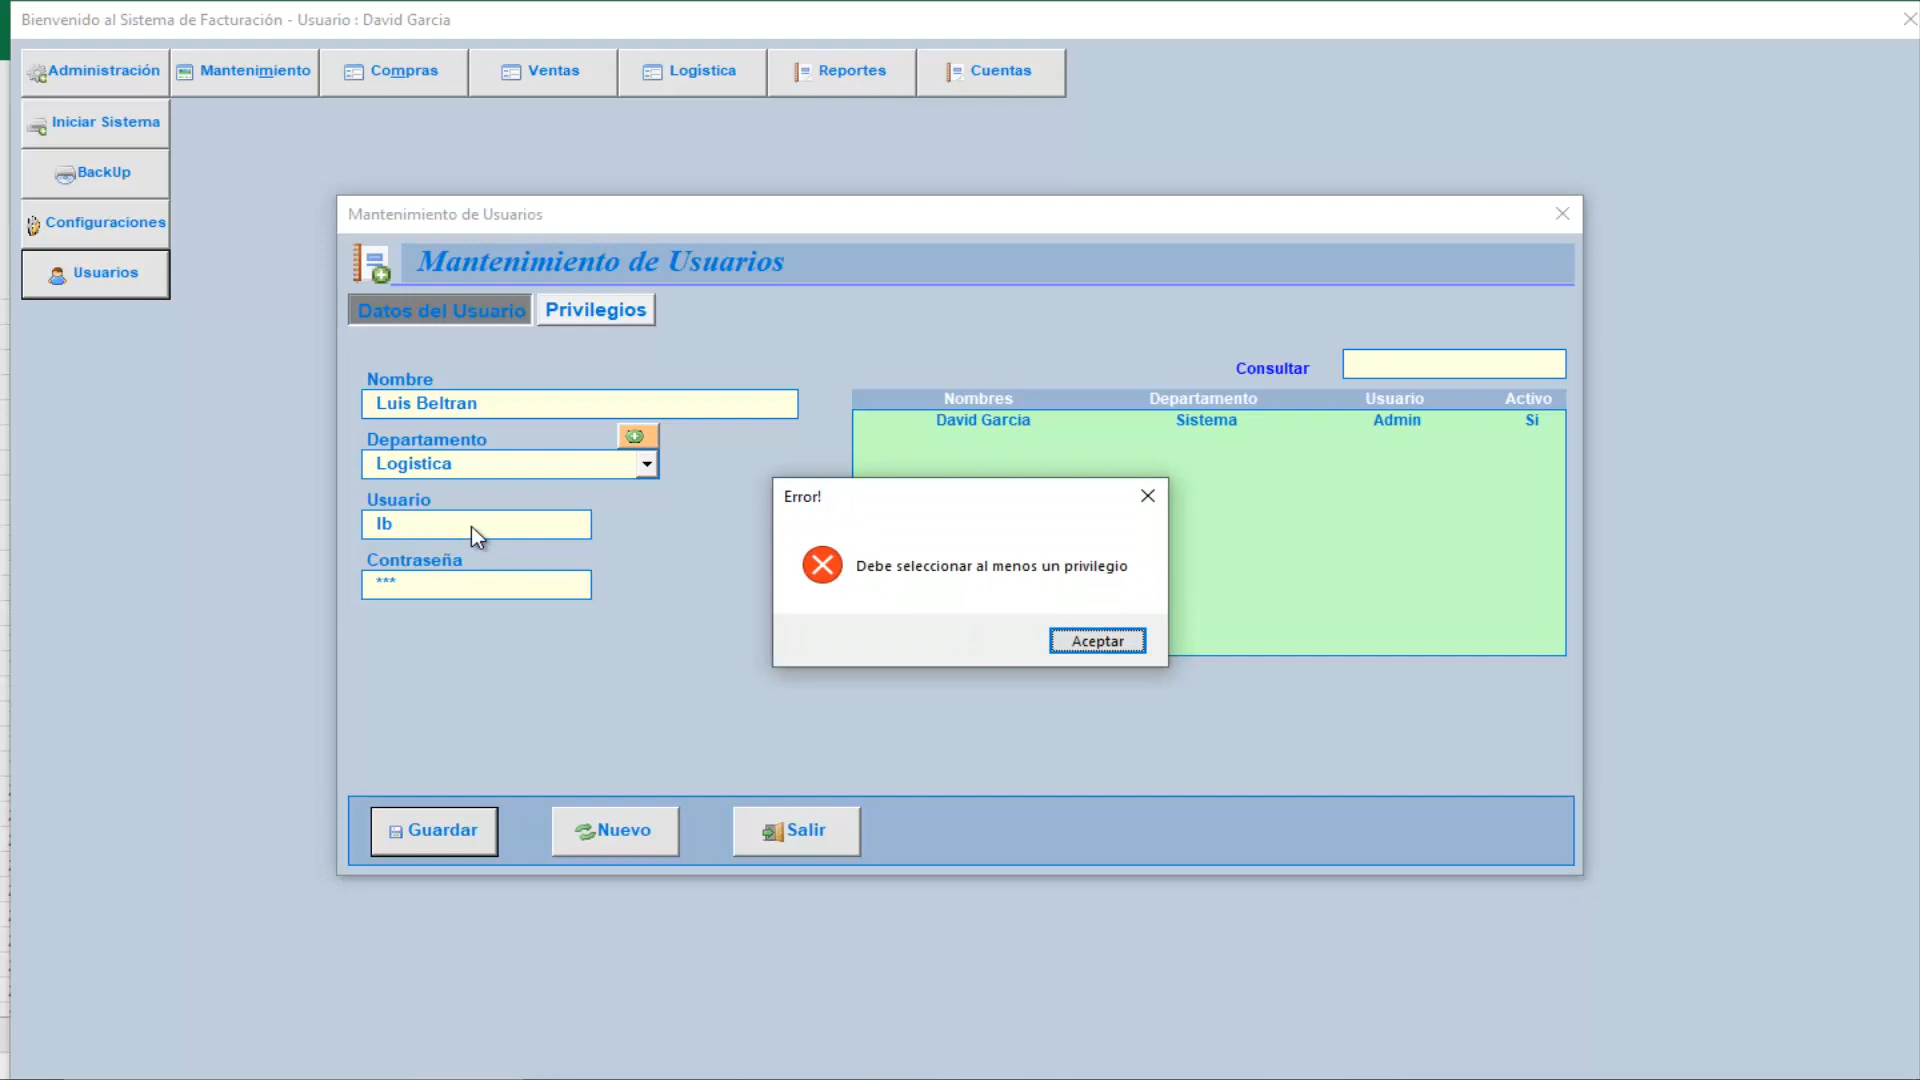 Bienvenido al Sistema de Facturación - Usuario : David Garcia
Administración
Mantenimiento
Compras
Ventas
Logística
Reportes
Cuentas
Iniciar Sistema
BackUp
Configuraciones
Usuarios
Mantenimiento de Usuarios
Mantenimiento de Usuarios
Datos del Usuario
Privilegios
Nombre
Luis Beltran
Departamento
Logistica
Usuario
lb
Contraseña
***
Consultar
Nombres Departamento Usuario Activo
David Garcia Sistema Admin Si
Error!
Debe seleccionar al menos un privilegio
Aceptar
Guardar
Nuevo
Salir